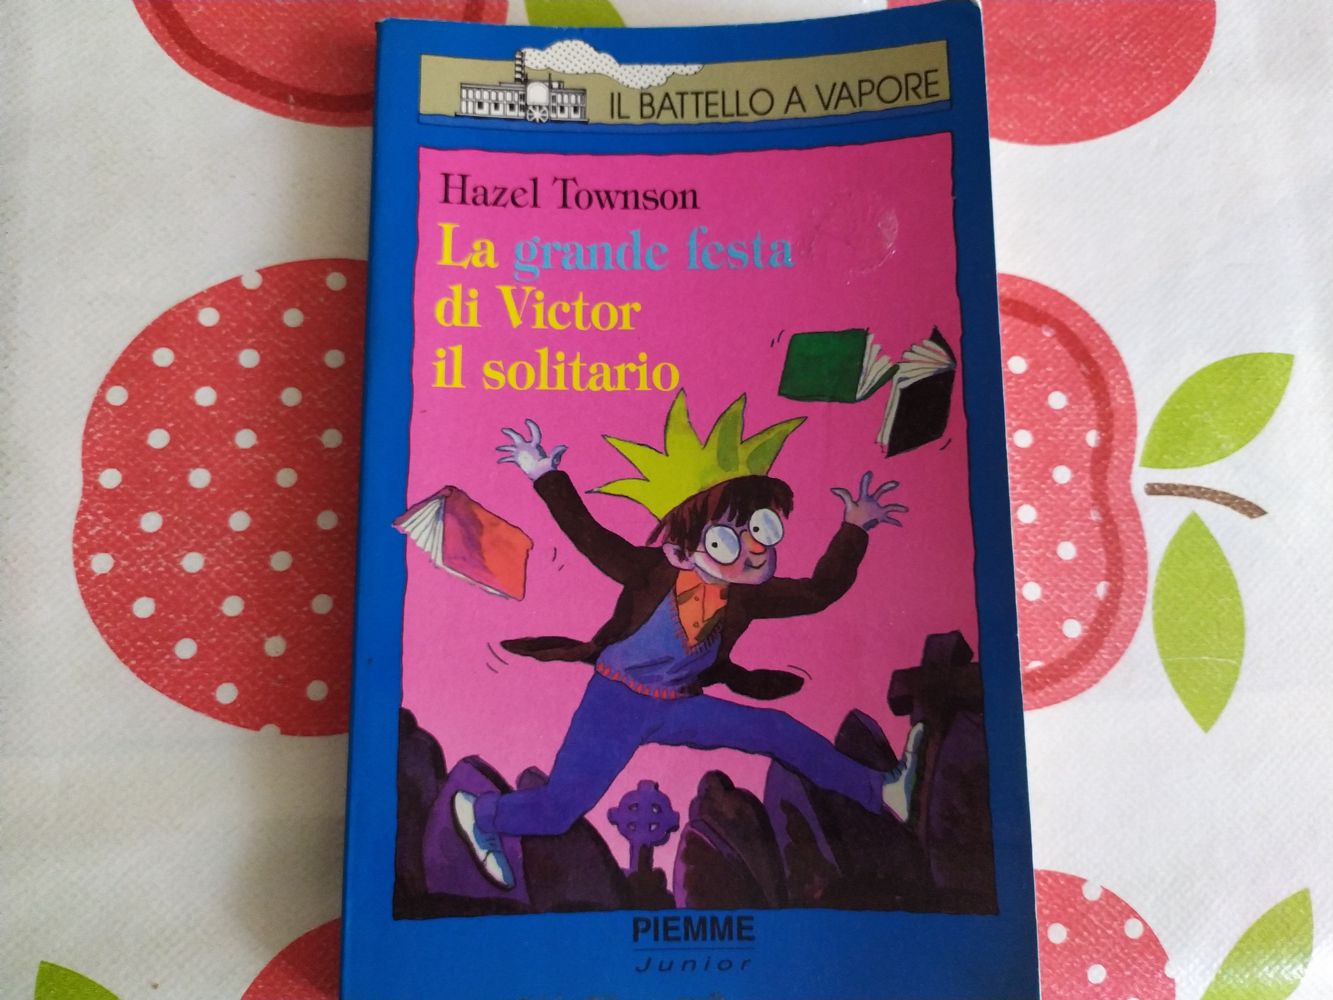 IL BATTELLO A VAPORE
Hazel Townson
La grande festa
di Victor
il solitario
PIEMME
Junior